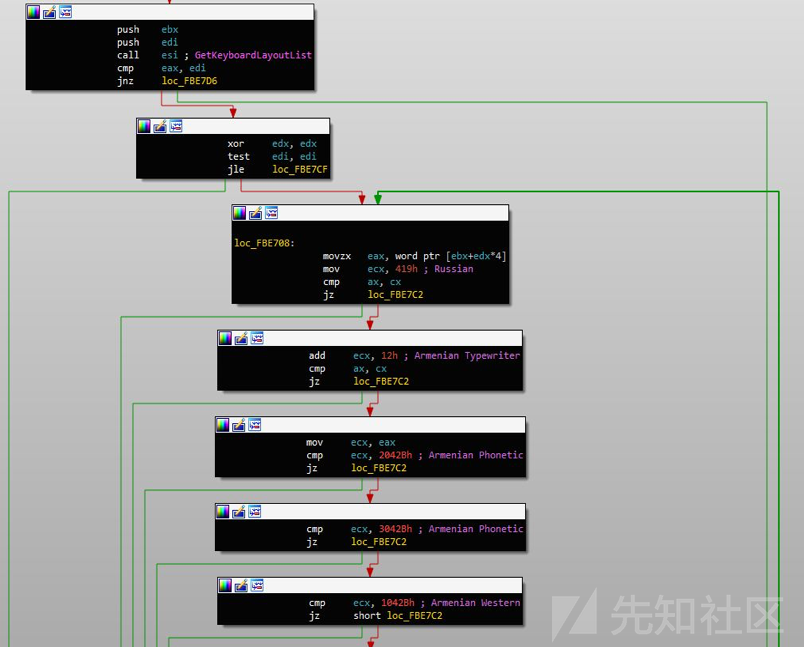 push ebx
push edi
call esi ; GetKeyboardLayoutList
cmp eax, edi
jnz loc_FBE7D6
xor edx, edx
test edi, edi
jle loc_FBE7CF
loc_FBE708:
movzx eax, word ptr [ebx+edx*4]
mov ecx, 419h ; Russian
cmp ax, cx
jz loc_FBE7C2
add ecx, 12h ; Armenian Typewriter
cmp ax, cx
jz loc_FBE7C2
mov ecx, eax
cmp ecx, 2042Bh ; Armenian Phonetic
jz loc_FBE7C2
cmp ecx, 3042Bh ; Armenian Phonetic
jz loc_FBE7C2
cmp ecx, 1042Bh ; Armenian Western
jz short loc_FBE7C2
先知社区